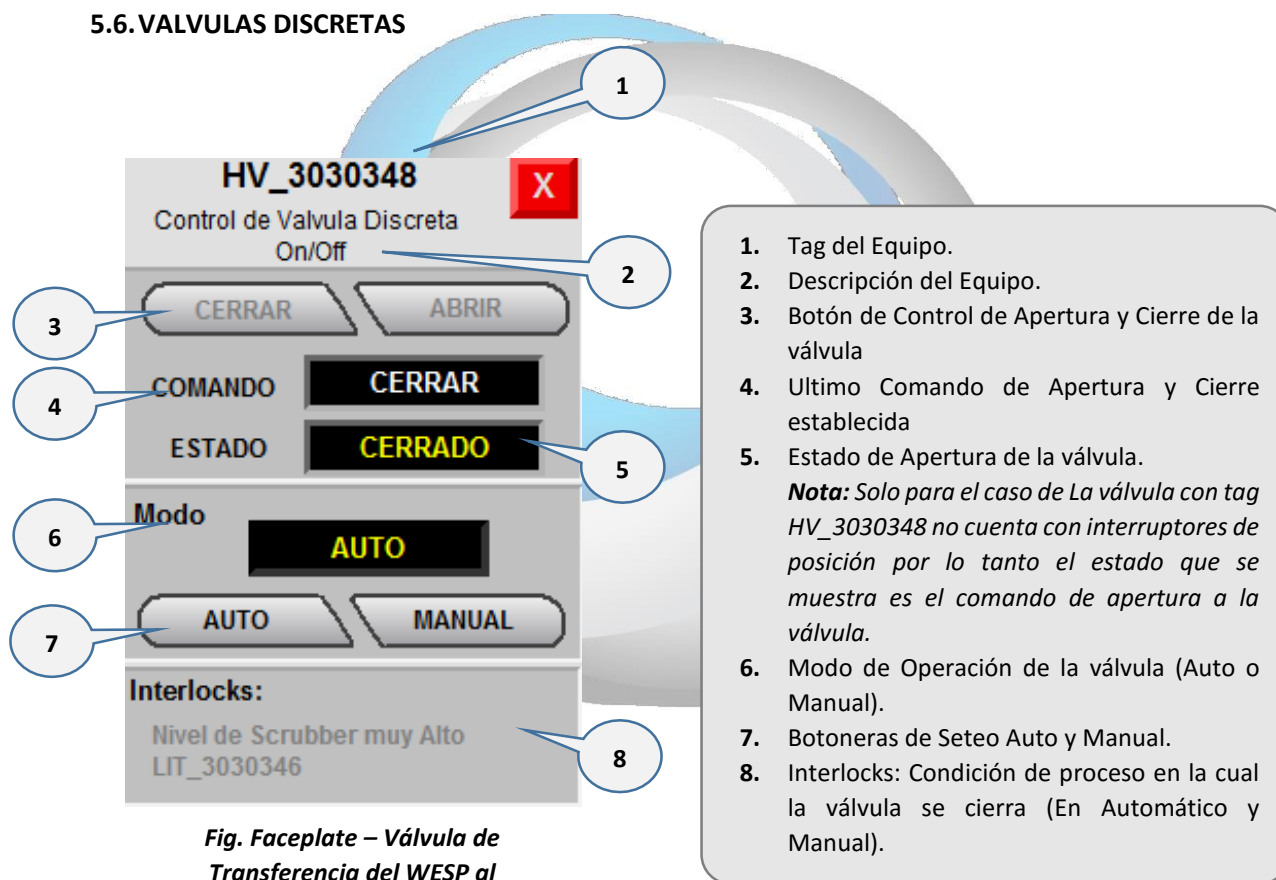 5.6. VALVULAS DISCRETAS
1
HV_3030348
X
Control de Valvula Discreta
On/Off
2
3
CERRAR
ABRIR
4
COMANDO
CERRAR
ESTADO
CERRADO
5
6
Modo
AUTO
7
AUTO
MANUAL
Interlocks:
Nivel de Scrubber muy Alto
LIT_3030346
8
Fig. Faceplate – Válvula de
Transferencia del WESP al
1. Tag del Equipo.
2. Descripción del Equipo.
3. Botón de Control de Apertura y Cierre de la
válvula
4. Ultimo Comando de Apertura y Cierre
establecida
5. Estado de Apertura de la válvula.
Nota: Solo para el caso de La válvula con tag
HV_3030348 no cuenta con interruptores de
posición por lo tanto el estado que se
muestra es el comando de apertura a la
válvula.
6. Modo de Operación de la válvula (Auto o
Manual).
7. Botoneras de Seteo Auto y Manual.
8. Interlocks: Condición de proceso en la cual
la válvula se cierra (En Automático y
Manual).